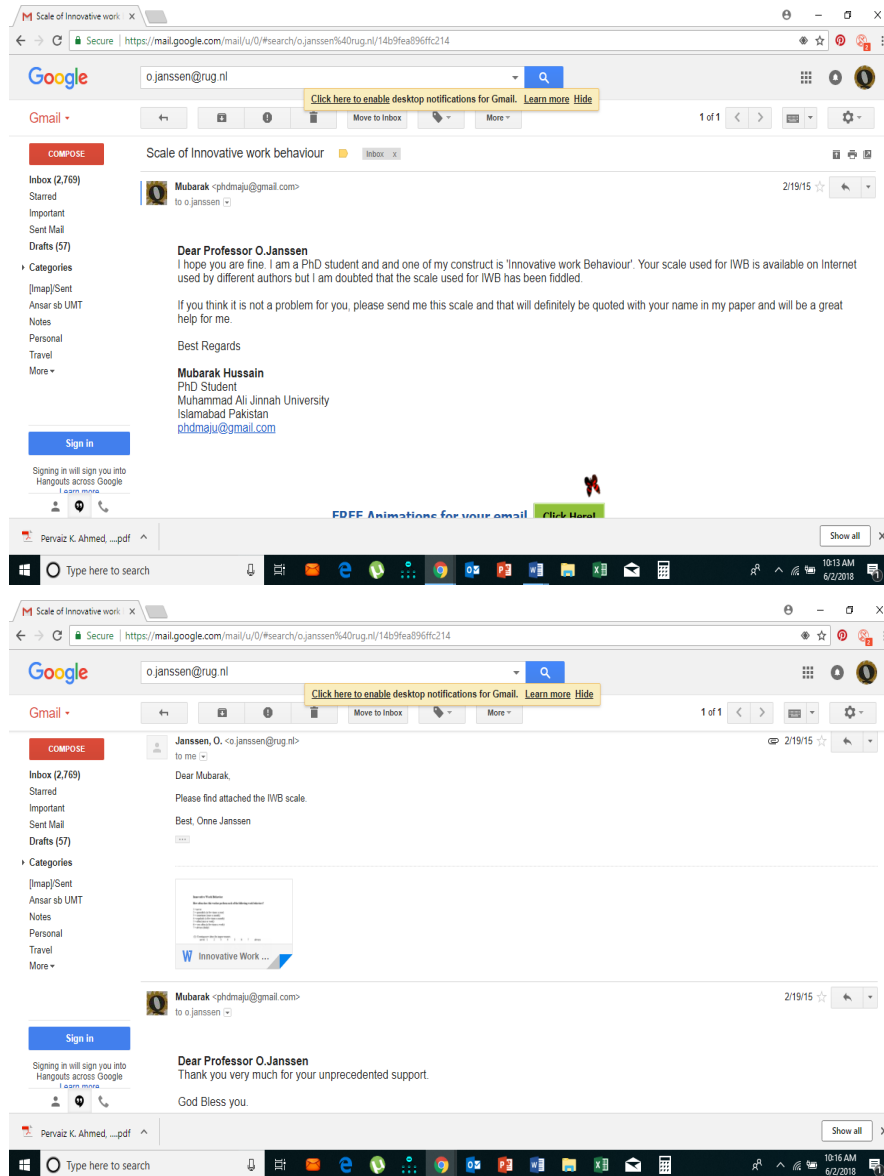 Scale of Innovative work
Secure https://mail.google.com/mail/u/0/#search/o.janssen%40rug.nl/14b9fea896ffc214
Google
o.janssen@rug.nl
Click here to enable desktop notifications for Gmail. Learn more Hide
Gmail
Move to Inbox
More
1 of 1
COMPOSE
Scale of Innovative work behaviour
Inbox x
Inbox (2,769)
Starred
Important
Sent Mail
Drafts (57)
Categories
[Imap]/Sent
Ansar sb UMT
Notes
Personal
Travel
More
Mubarak <phdmaju@gmail.com>
to o.janssen
2/19/15
Dear Professor O.Janssen
I hope you are fine. I am a PhD student and and one of my construct is 'Innovative work Behaviour'. Your scale used for IWB is available on Internet
used by different authors but I am doubted that the scale used for IWB has been fiddled.
If you think it is not a problem for you, please send me this scale and that will definitely be quoted with your name in my paper and will be a great
help for me.
Best Regards
Mubarak Hussain
PhD Student
Muhammad Ali Jinnah University
Islamabad Pakistan
phdmaju@gmail.com
Sign in
Signing in will sign you into
Hangouts across Google
Learn more
FREE Animations for your email Click Here!
Pervaiz K. Ahmed, ....pdf
Show all
Type here to search
10:13 AM
6/2/2018
Scale of Innovative work
Secure https://mail.google.com/mail/u/0/#search/o.janssen%40rug.nl/14b9fea896ffc214
Google
o.janssen@rug.nl
Click here to enable desktop notifications for Gmail. Learn more Hide
Gmail
Move to Inbox
More
1 of 1
COMPOSE
Inbox (2,769)
Starred
Important
Sent Mail
Drafts (57)
Categories
[Imap]/Sent
Ansar sb UMT
Notes
Personal
Travel
More
Janssen, O. <o.janssen@rug.nl>
to me
2/19/15
Dear Mubarak,
Please find attached the IWB scale.
Best, Onne Janssen
Innovative Work ...
Mubarak <phdmaju@gmail.com>
to o.janssen
2/19/15
Dear Professor O.Janssen
Thank you very much for your unprecedented support.
God Bless you.
Sign in
Signing in will sign you into
Hangouts across Google
Learn more
Pervaiz K. Ahmed, ....pdf
Show all
Type here to search
10:16 AM
6/2/2018